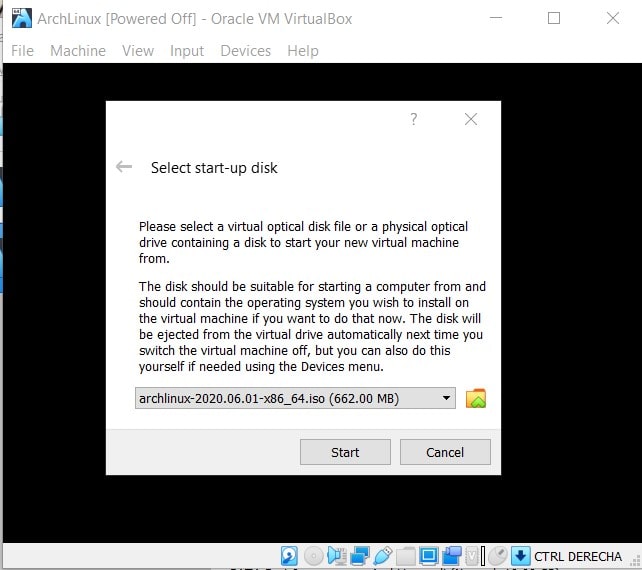 ArchLinux [Powered Off] - Oracle VM VirtualBox
File Machine View Input Devices Help
?
Select start-up disk
Please select a virtual optical disk file or a physical optical
drive containing a disk to start your new virtual machine
from.
The disk should be suitable for starting a computer from and
should contain the operating system you wish to install on
the virtual machine if you want to do that now. The disk will
be ejected from the virtual drive automatically next time you
switch the virtual machine off, but you can also do this
yourself if needed using the Devices menu.
archlinux-2020.06.01-x86_64.iso (662.00 MB)
Start Cancel
CTRL DERECHA